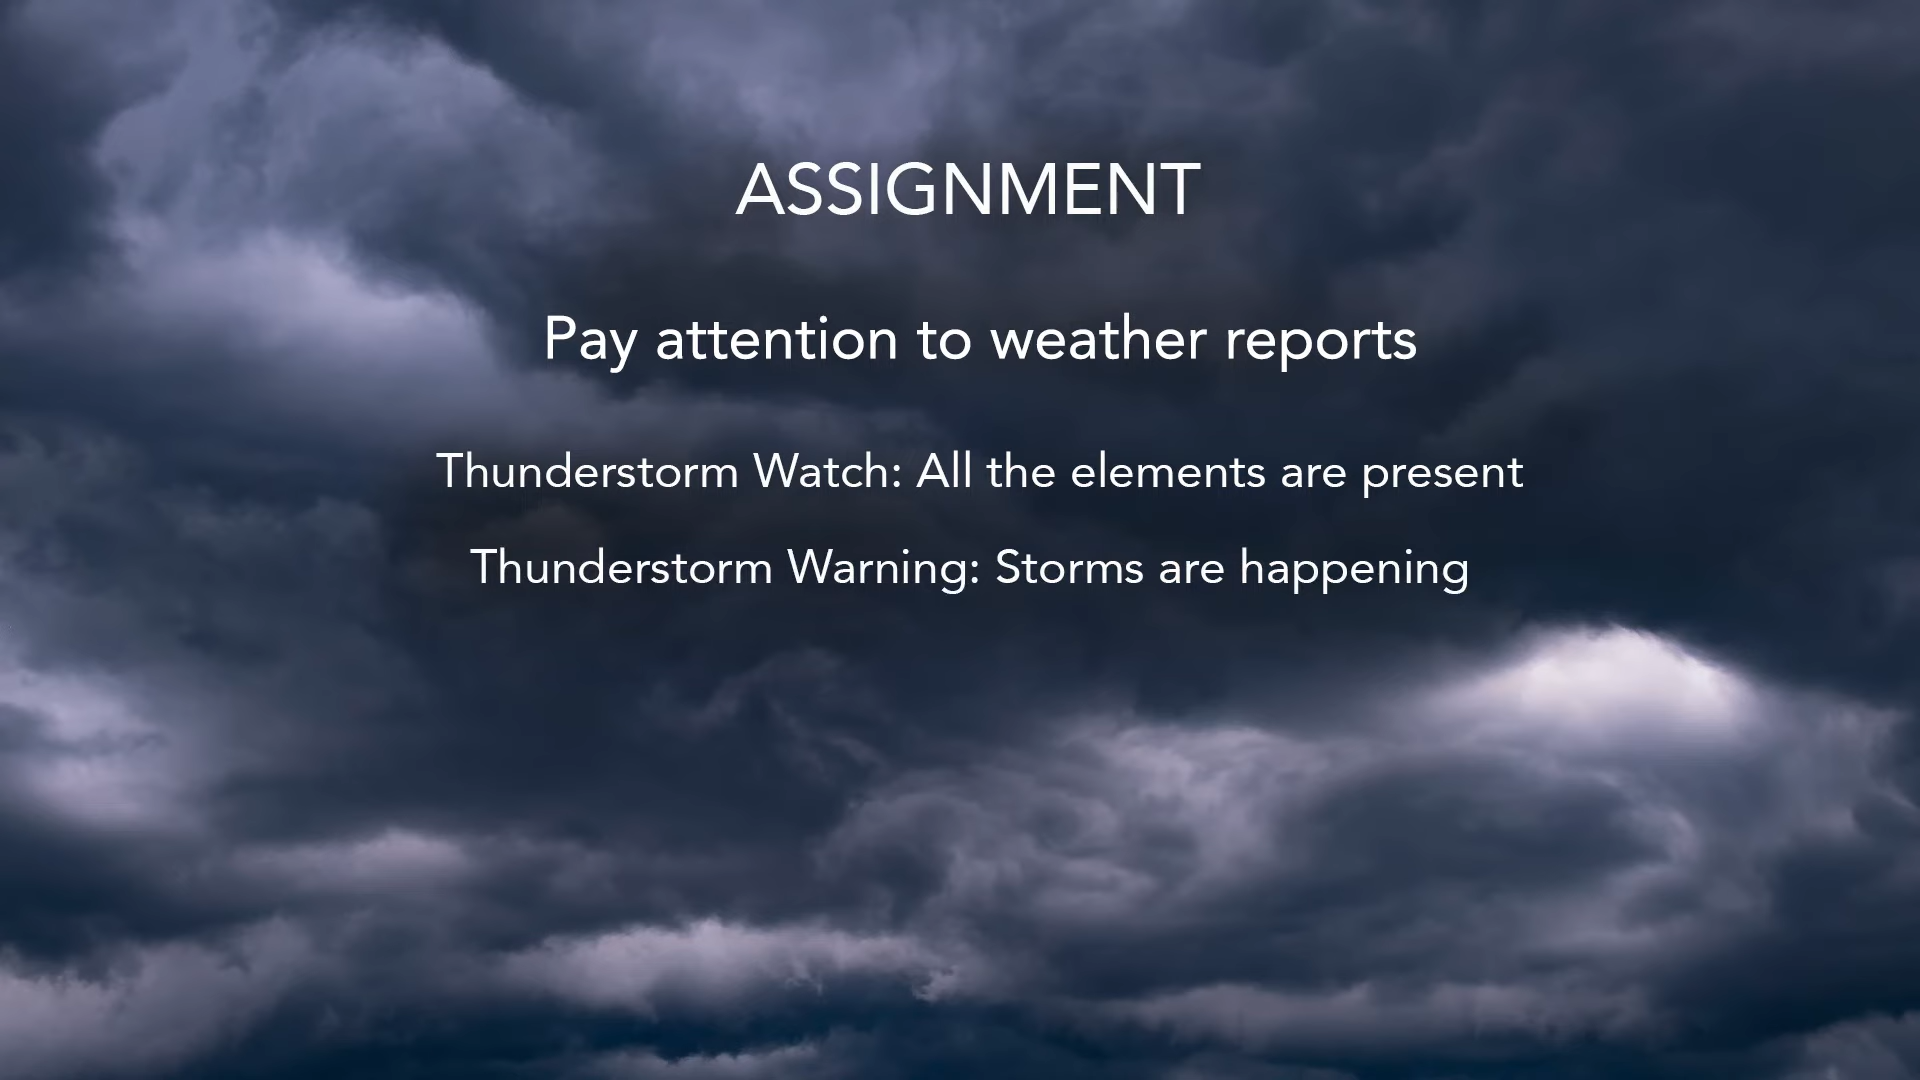 ASSIGNMENT
Pay attention to weather reports
Thunderstorm Watch: All the elements are present
Thunderstorm Warning: Storms are happening